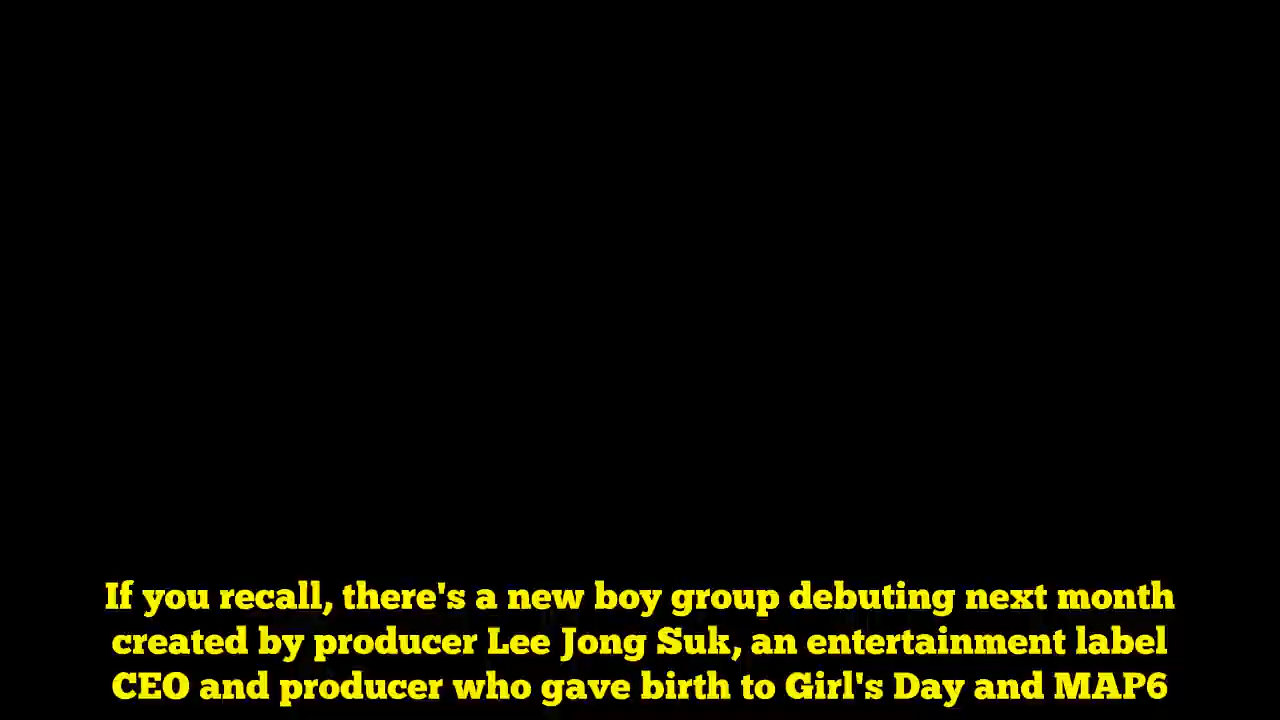 If you recall, there's a new boy group debuting next month
created by producer Lee Jong Suk, an entertainment label
CEO and producer who gave birth to Girl's Day and MAP6